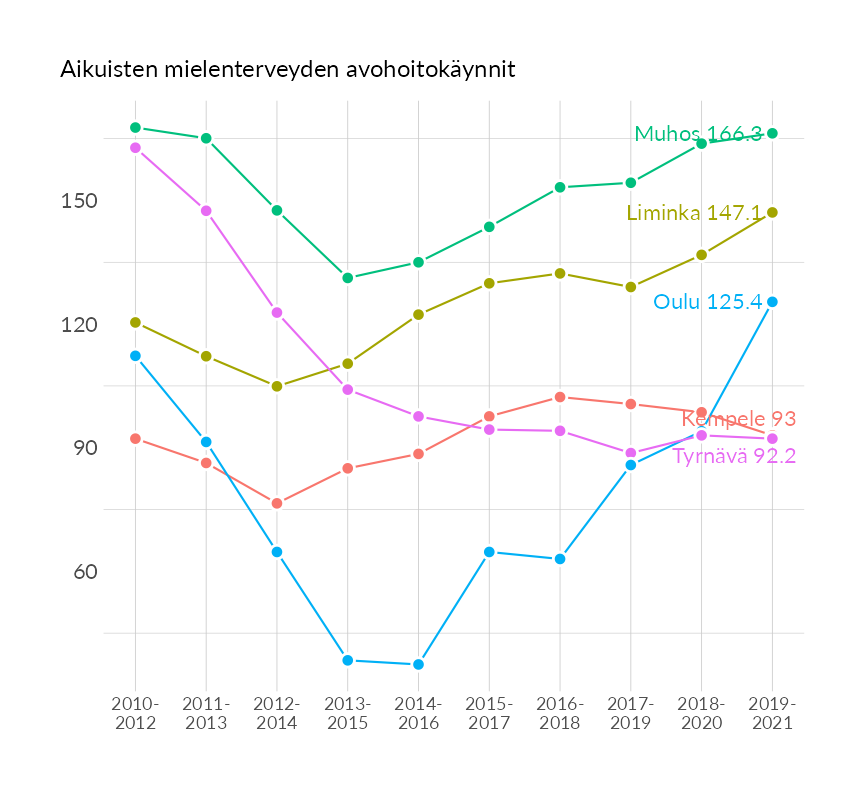 Aikuisten mielenterveyden avohoitokäynnit
Muhos 166.3
150
Liminka 147.1
Oulu 125.4
120
Kempele 93
90
Tyrnävä 92.2
60
2010- 2011- 2012- 2013- 2014- 2015- 2016- 2017- 2018- 2019-
2012 2013 2014 2015 2016 2017 2018 2019 2020 2021